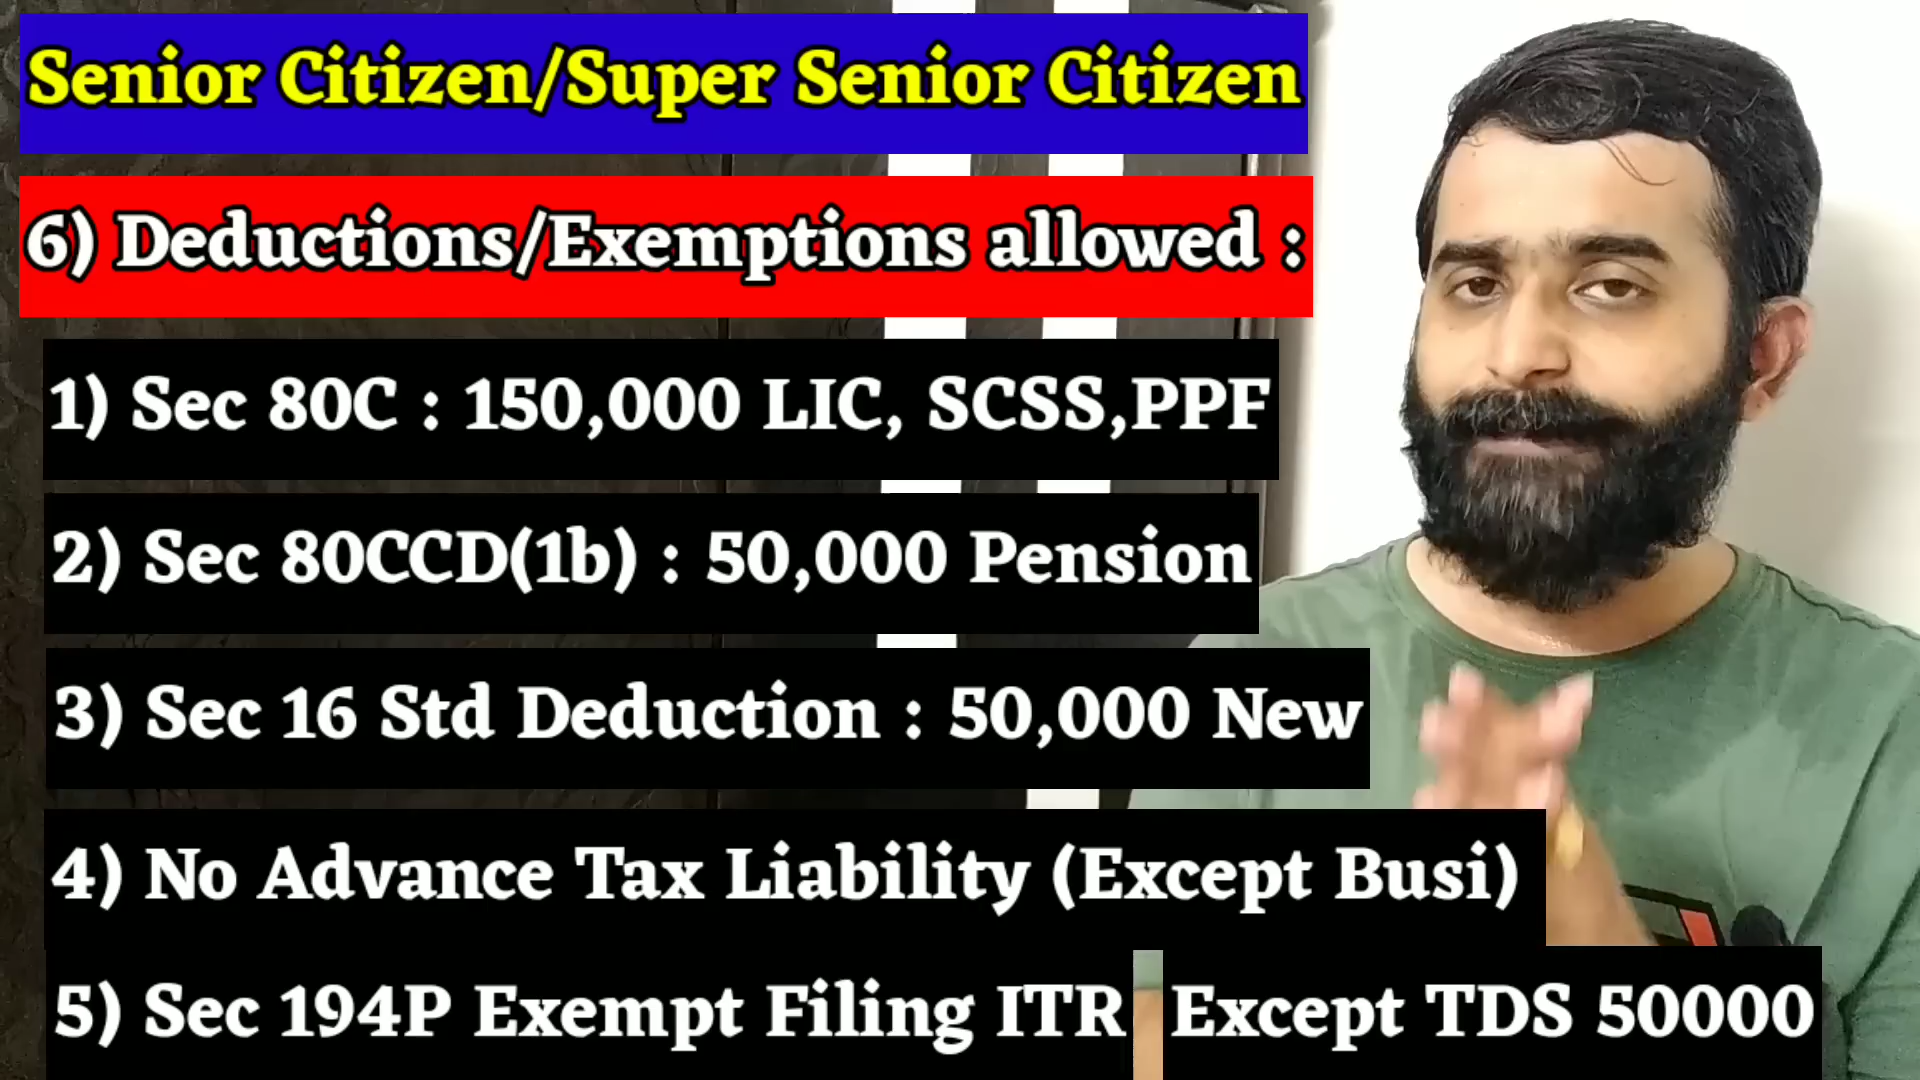 Senior Citizen/Super Senior Citizen
6) Deductions/Exemptions allowed :
1) Sec 80C : 150,000 LIC, SCSS,PPF
2) Sec 80CCD(1b) : 50,000 Pension
3) Sec 16 Std Deduction : 50,000 New
4) No Advance Tax Liability (Except Busi)
5) Sec 194P Exempt Filing ITR Except TDS 50000